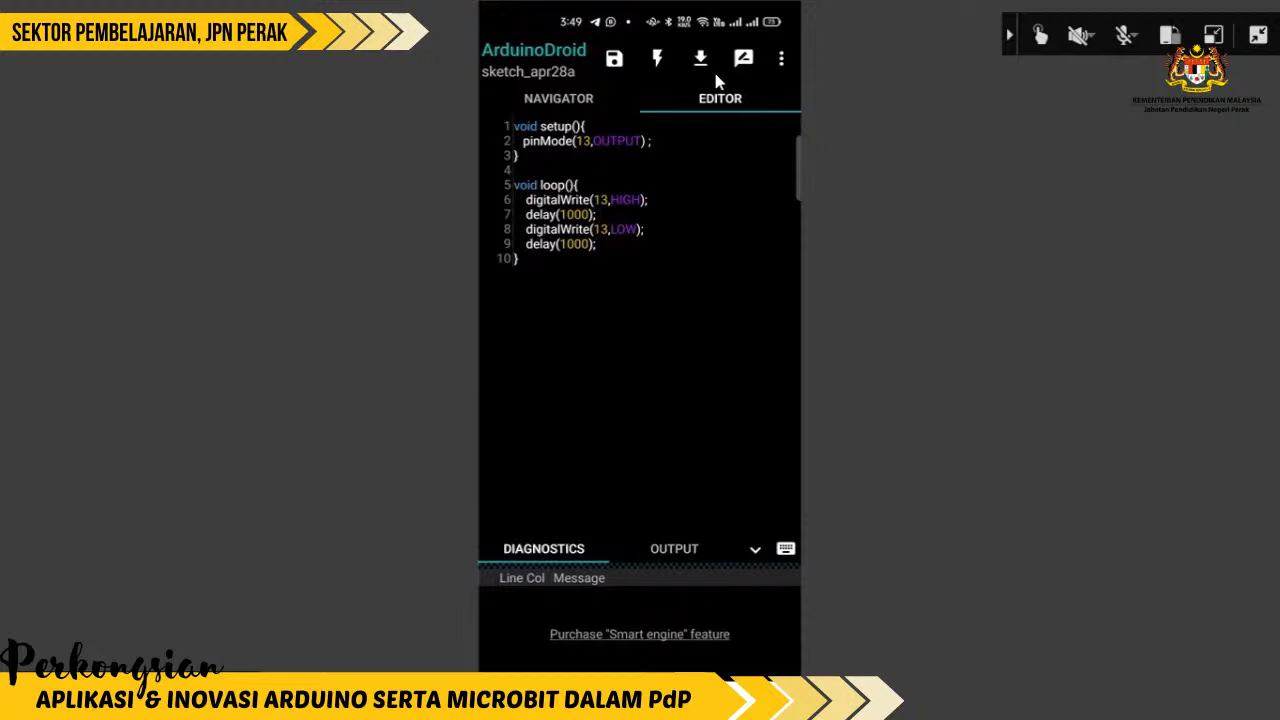 SEKTOR PEMBELAJARAN, JPN PERAK
3:49
ArduinoDroid
sketch_apr28a
NAVIGATOR
EDITOR
1 void setup(){
2 pinMode(13,OUTPUT) ;
3 }
4
5 void loop(){
6 digitalWrite(13,HIGH);
7 delay(1000);
8 digitalWrite(13,LOW);
9 delay(1000);
10 }
DIAGNOSTICS
OUTPUT
Line Col Message
Purchase "Smart engine" feature
KEMENTERIAN PENDIDIKAN MALAYSIA
Jabatan Pendidikan Negeri Perak
Perkongsian
APLIKASI & INOVASI ARDUINO SERTA MICROBIT DALAM PdP